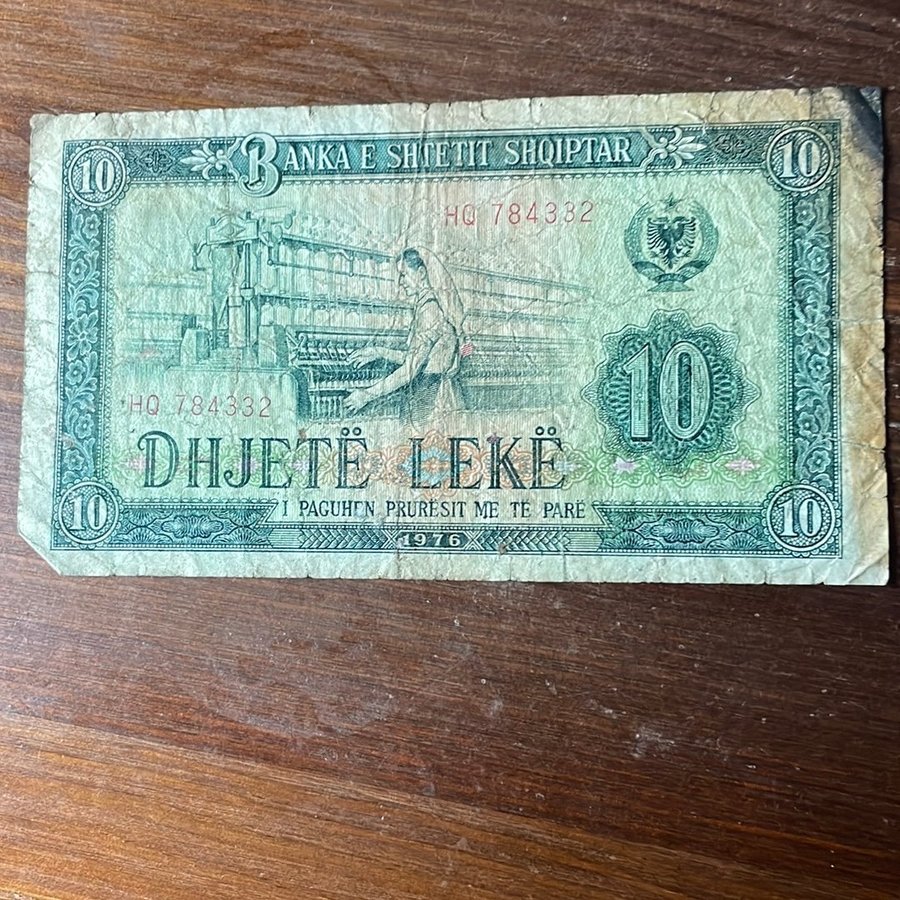 10 BANKA E SHTETIT SHQIPTAR 10
HQ 784332
10
HQ 784332
DHJETË LEKË
I PAGUHEN PRURËSIT ME TË PARË
10 1976 10